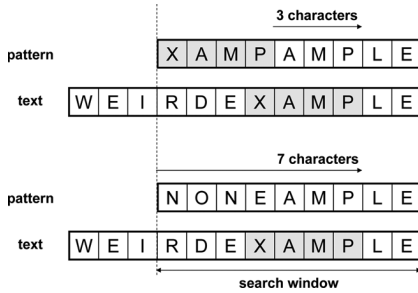 3 characters
pattern X A M P A M P L E
text W E I R D E X A M P L E
7 characters
pattern N O N E A M P L E
text W E I R D E X A M P L E
search window